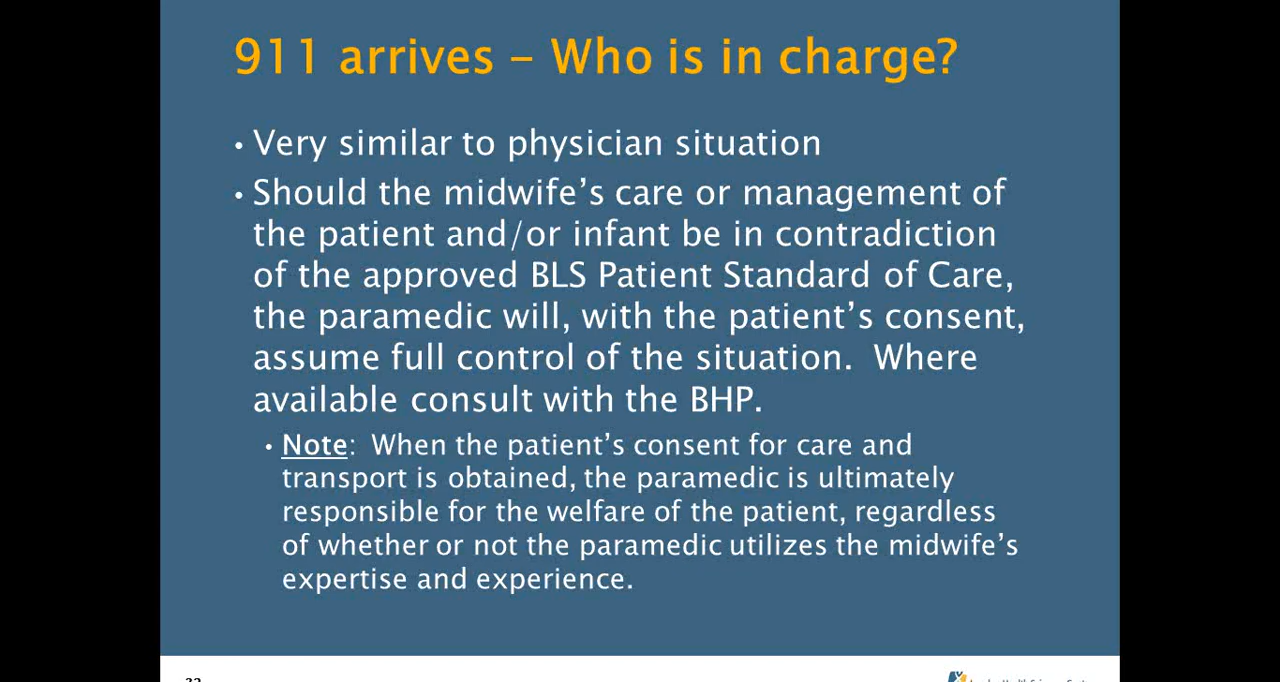 911 arrives – Who is in charge?
• Very similar to physician situation
• Should the midwife’s care or management of
the patient and/or infant be in contradiction
of the approved BLS Patient Standard of Care,
the paramedic will, with the patient’s consent,
assume full control of the situation.  Where
available consult with the BHP.
• Note:  When the patient’s consent for care and
transport is obtained, the paramedic is ultimately
responsible for the welfare of the patient, regardless
of whether or not the paramedic utilizes the midwife’s
expertise and experience.